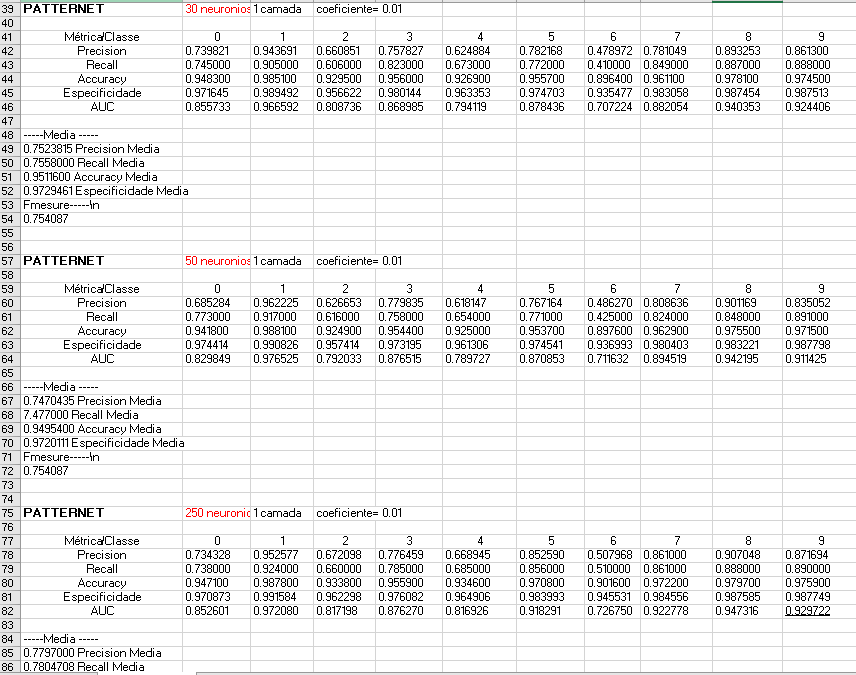 39 PATTERNET 30 neuronios 1 camada coeficiente= 0.01
40
41 Métrica/Classe 0 1 2 3 4 5 6 7 8 9
42 Precision 0.739821 0.943691 0.660851 0.757827 0.624884 0.782168 0.478972 0.781049 0.893253 0.861300
43 Recall 0.745000 0.905000 0.606000 0.823000 0.673000 0.772000 0.410000 0.849000 0.887000 0.888000
44 Accuracy 0.948300 0.985100 0.929500 0.956000 0.926900 0.955700 0.896400 0.961100 0.978100 0.974500
45 Especificidade 0.971645 0.989492 0.956622 0.980144 0.963353 0.974703 0.935477 0.983058 0.987454 0.987513
46 AUC 0.855733 0.966592 0.808736 0.868985 0.794119 0.878436 0.707224 0.882054 0.940353 0.924406
47
48 -----Media -----
49 0.7523815 Precision Media
50 0.7558000 Recall Media
51 0.9511600 Accuracy Media
52 0.9729461 Especificidade Media
53 Fmesure-----\n
54 0.754087
55
56
57 PATTERNET 50 neuronios 1 camada coeficiente= 0.01
58
59 Métrica/Classe 0 1 2 3 4 5 6 7 8 9
60 Precision 0.685284 0.962225 0.626653 0.779835 0.618147 0.767164 0.486270 0.808636 0.901169 0.835052
61 Recall 0.773000 0.917000 0.616000 0.758000 0.654000 0.771000 0.425000 0.824000 0.848000 0.891000
62 Accuracy 0.941800 0.988100 0.924900 0.954400 0.925000 0.953700 0.897600 0.962900 0.975500 0.971500
63 Especificidade 0.974414 0.990826 0.957414 0.973195 0.961306 0.974541 0.936993 0.980403 0.983221 0.987798
64 AUC 0.829849 0.976525 0.792033 0.876515 0.789727 0.870853 0.711632 0.894519 0.942195 0.911425
65
66 -----Media -----
67 0.7470435 Precision Media
68 7.477000 Recall Media
69 0.9495400 Accuracy Media
70 0.9720111 Especificidade Media
71 Fmesure-----\n
72 0.754087
73
74
75 PATTERNET 250 neuronic 1 camada coeficiente= 0.01
76
77 Métrica/Classe 0 1 2 3 4 5 6 7 8 9
78 Precision 0.734328 0.952577 0.672098 0.776459 0.668945 0.852590 0.507968 0.861000 0.907048 0.871694
79 Recall 0.738000 0.924000 0.660000 0.785000 0.685000 0.856000 0.510000 0.861000 0.888000 0.890000
80 Accuracy 0.947100 0.987800 0.933800 0.955900 0.934600 0.970800 0.901600 0.972200 0.979700 0.975900
81 Especificidade 0.970873 0.991584 0.962298 0.976082 0.964906 0.983993 0.945531 0.984556 0.987585 0.987749
82 AUC 0.852601 0.972080 0.817198 0.876270 0.816926 0.918291 0.726750 0.922778 0.947316 0.929722
83
84 -----Media -----
85 0.7797000 Precision Media
86 0.7804708 Recall Media